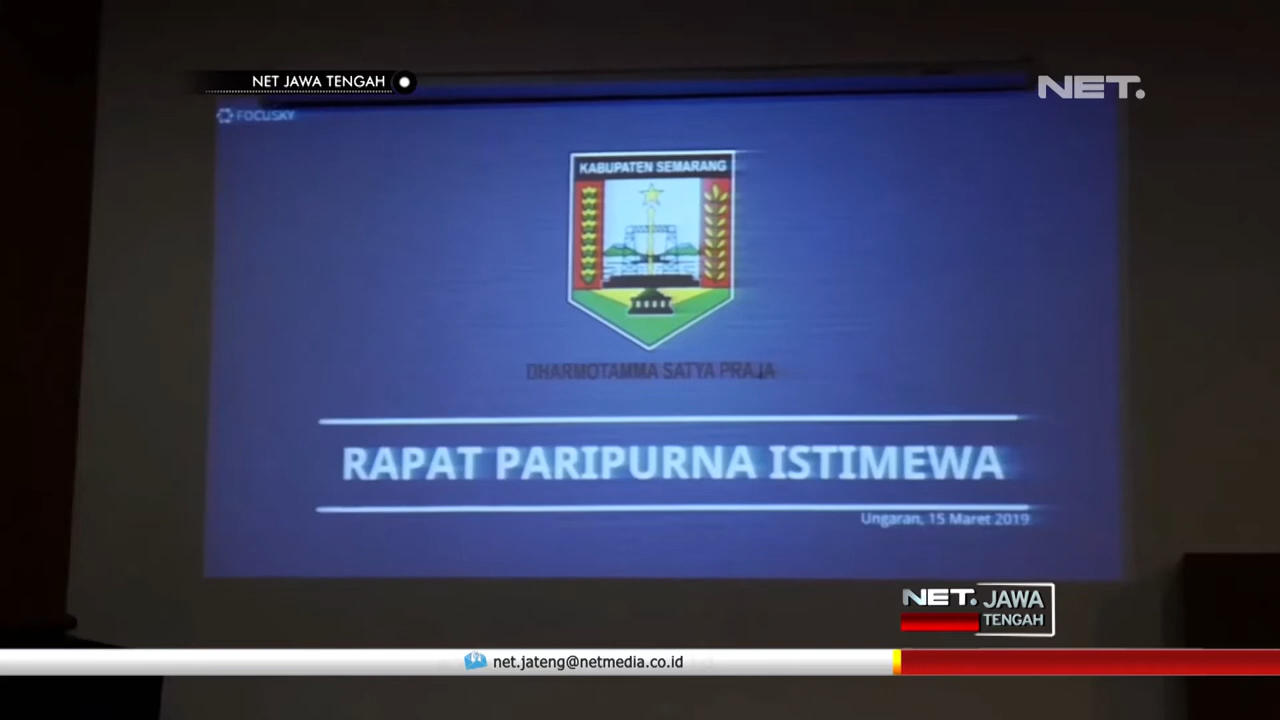 NET JAWA TENGAH
NET.
FOCUSKY
KABUPATEN SEMARANG
DHARMOTAMMA SATYA PRAJA
RAPAT PARIPURNA ISTIMEWA
Ungaran, 15 Maret 2019
NET. JAWA
TENGAH
net.jateng@netmedia.co.id